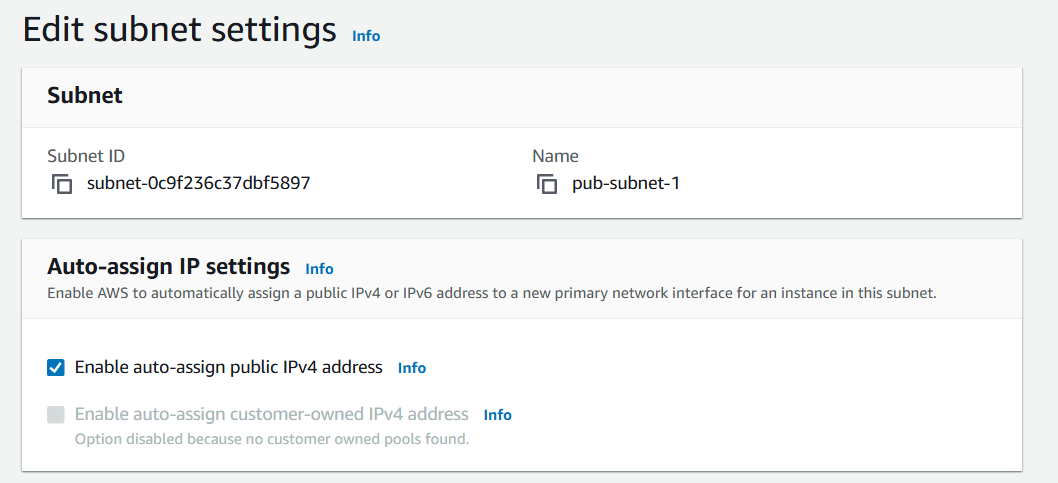 Edit subnet settings Info
Subnet
Subnet ID
subnet-0c9f236c37dbf5897
Name
pub-subnet-1
Auto-assign IP settings Info
Enable AWS to automatically assign a public IPv4 or IPv6 address to a new primary network interface for an instance in this subnet.
Enable auto-assign public IPv4 address Info
Enable auto-assign customer-owned IPv4 address Info
Option disabled because no customer owned pools found.